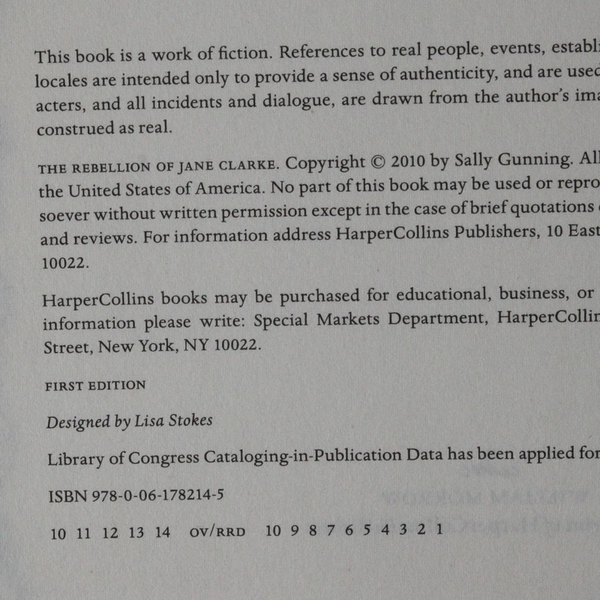 This book is a work of fiction. References to real people, events, establi
locales are intended only to provide a sense of authenticity, and are used
acters, and all incidents and dialogue, are drawn from the author's ima
construed as real.
THE REBELLION OF JANE CLARKE. Copyright © 2010 by Sally Gunning. All
the United States of America. No part of this book may be used or repro
soever without written permission except in the case of brief quotations
and reviews. For information address HarperCollins Publishers, 10 East
10022.
HarperCollins books may be purchased for educational, business, or
information please write: Special Markets Department, HarperCollin
Street, New York, NY 10022.
FIRST EDITION
Designed by Lisa Stokes
Library of Congress Cataloging-in-Publication Data has been applied for
ISBN 978-0-06-178214-5
10 11 12 13 14 OV/RRD 10 9 8 7 6 5 4 3 2 1